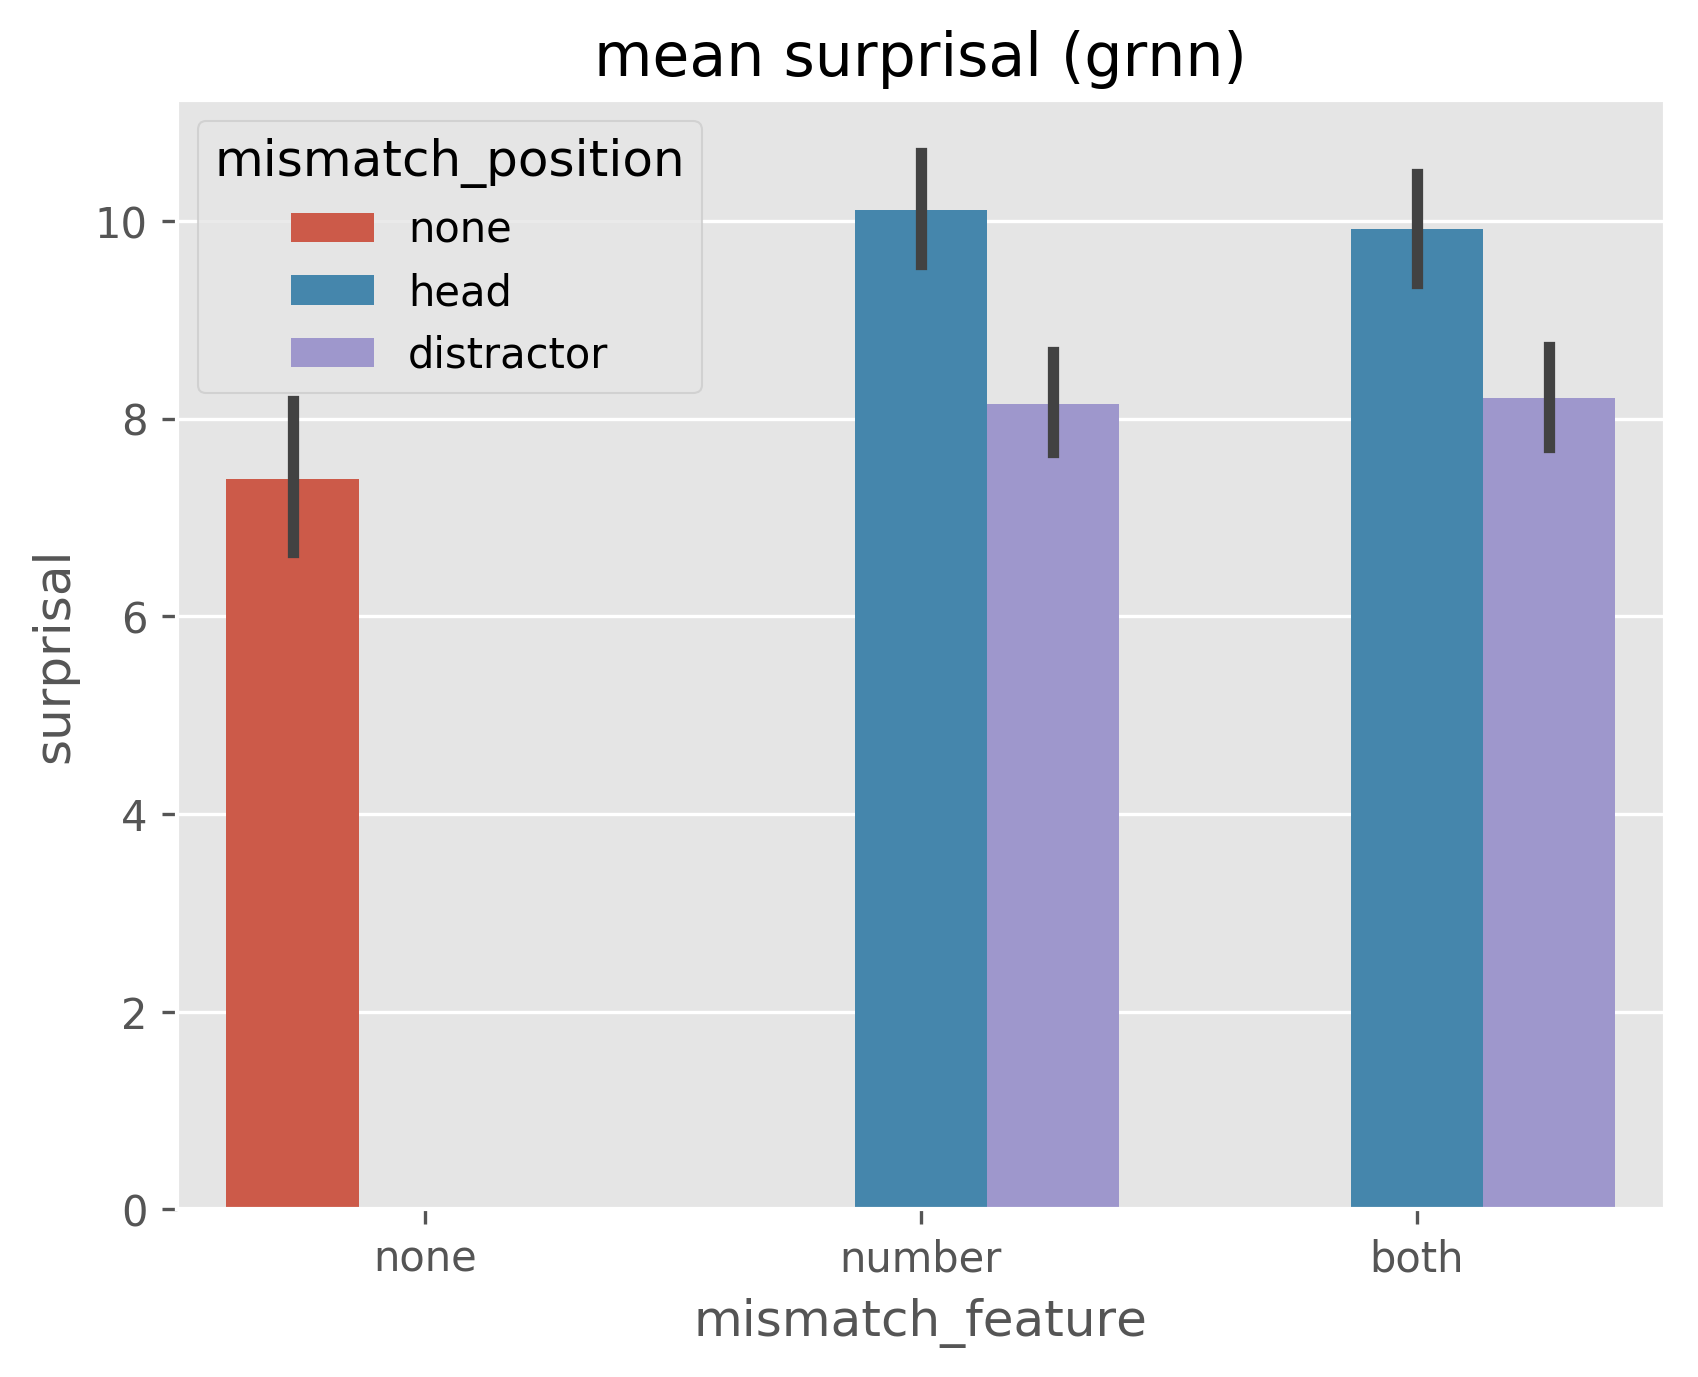 mean surprisal (grnn)
mismatch_position
none
head
distractor
10
8
6
4
2
0
surprisal
none number both
mismatch_feature